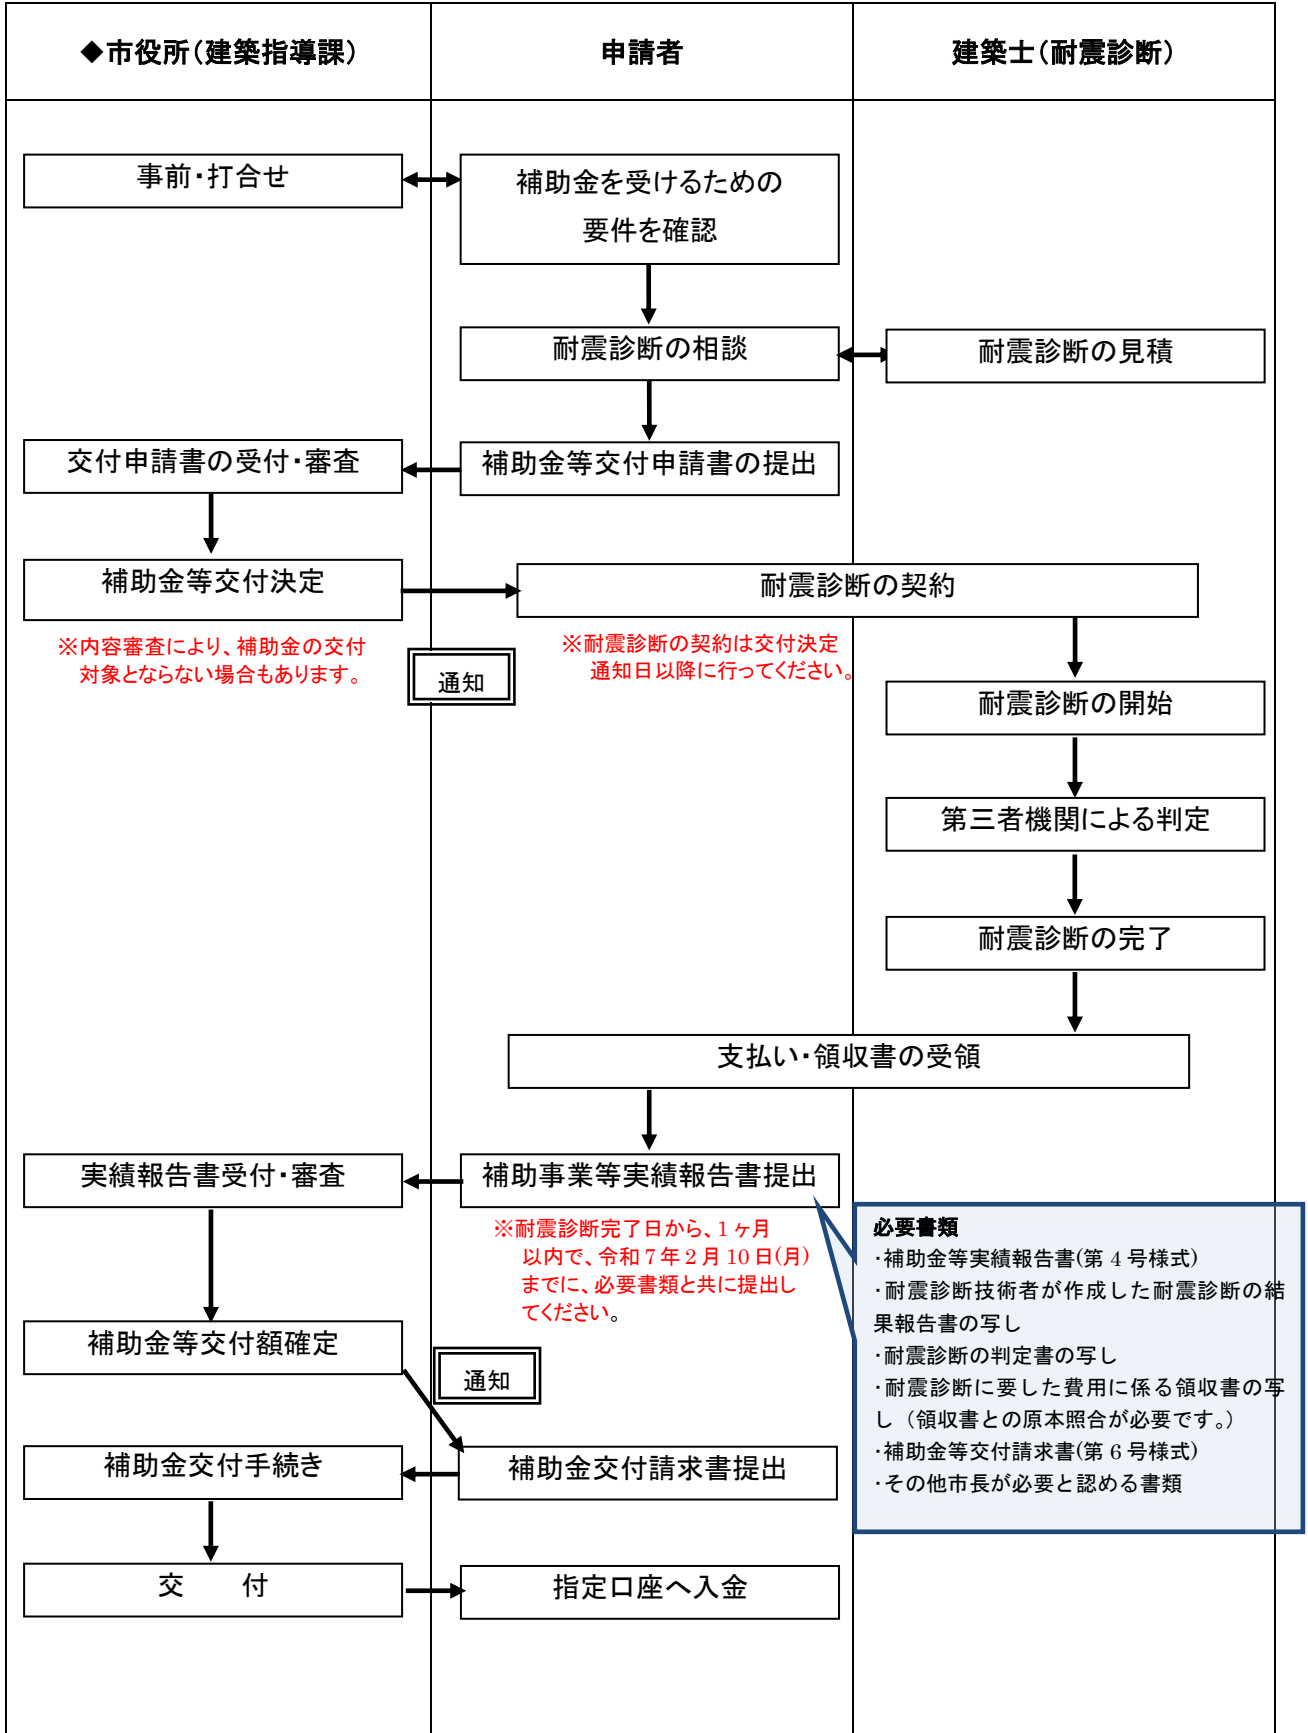 ◆市役所(建築指導課)
申請者
建築士(耐震診断)
事前・打合せ
補助金を受けるための
要件を確認
耐震診断の相談
耐震診断の見積
交付申請書の受付・審査
補助金等交付申請書の提出
補助金等交付決定
耐震診断の契約
※内容審査により、補助金の交付
対象とならない場合もあります。
通知
※耐震診断の契約は交付決定
通知日以降に行ってください。
耐震診断の開始
第三者機関による判定
耐震診断の完了
支払い・領収書の受領
実績報告書受付・審査
補助事業等実績報告書提出
※耐震診断完了日から、1ヶ月
以内で、令和7年2月10日(月)
までに、必要書類と共に提出し
てください。
必要書類
・補助金等実績報告書(第4号様式)
・耐震診断技術者が作成した耐震診断の結
果報告書の写し
・耐震診断の判定書の写し
・耐震診断に要した費用に係る領収書の写
し（領収書との原本照合が必要です。）
・補助金等交付請求書(第6号様式)
・その他市長が必要と認める書類
補助金等交付額確定
通知
補助金交付手続き
補助金交付請求書提出
交　　付
指定口座へ入金